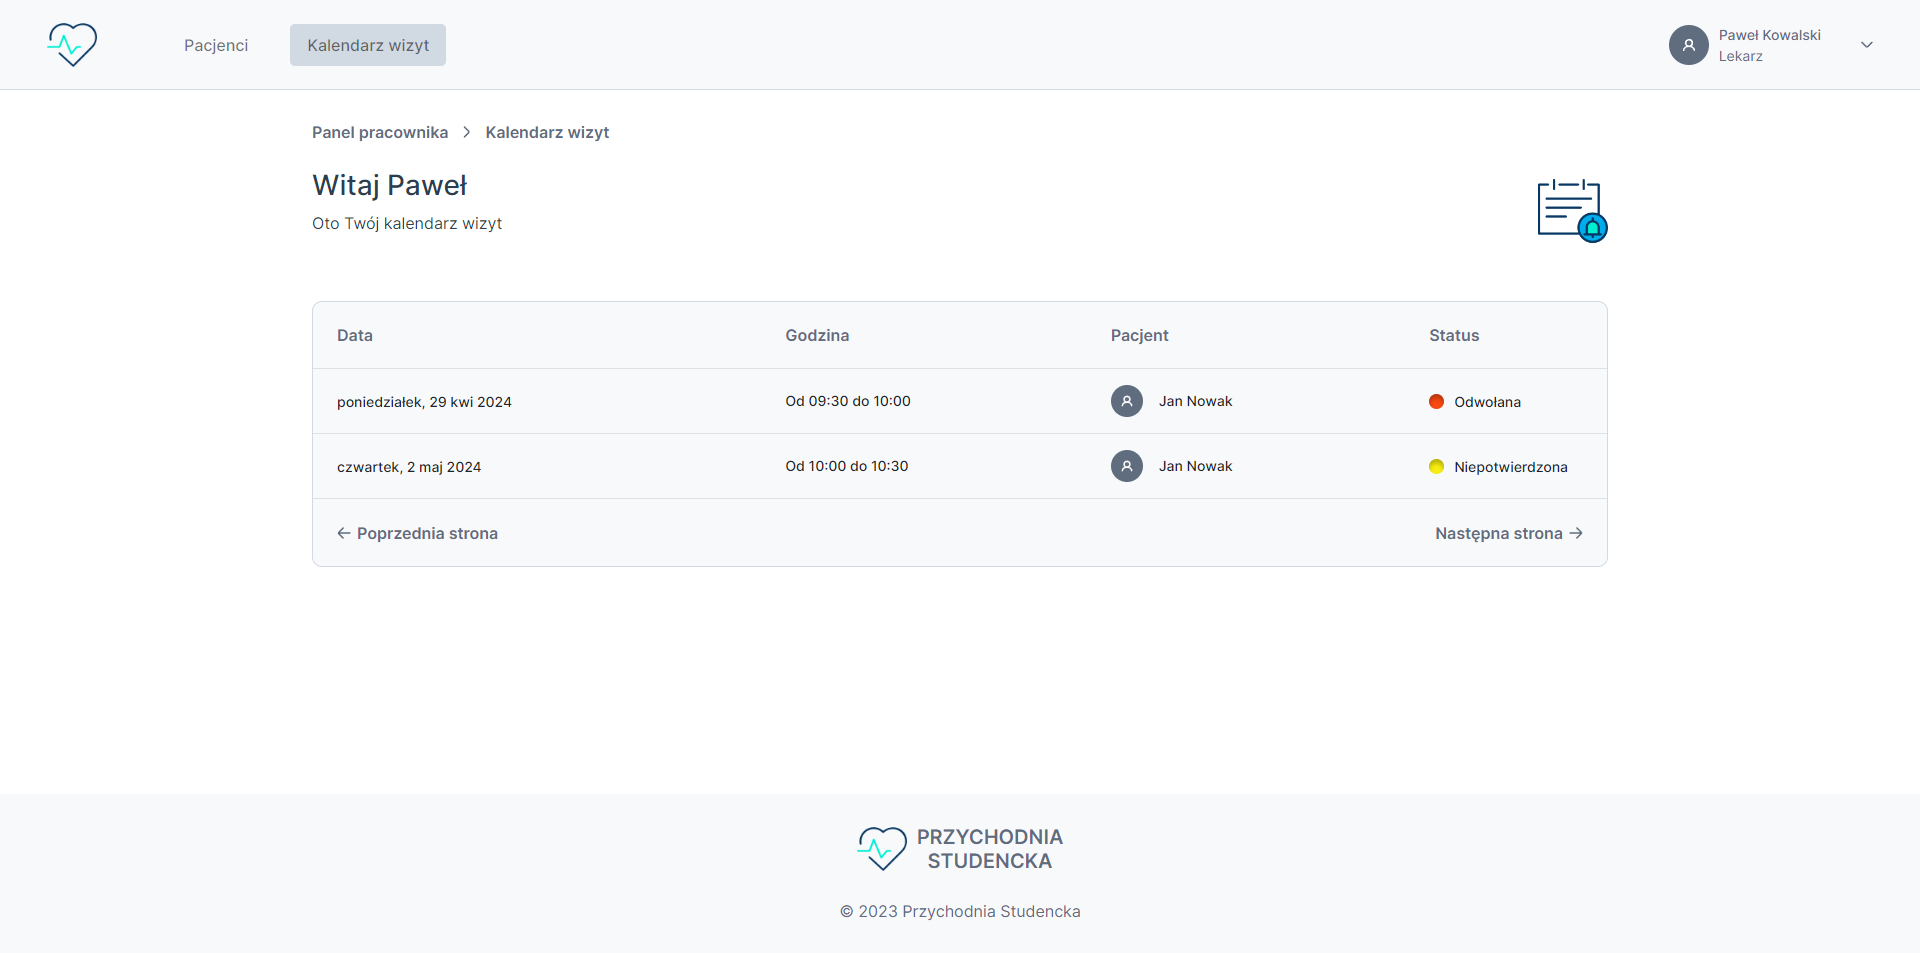 Pacjenci
Kalendarz wizyt
Paweł Kowalski
Lekarz
Panel pracownika
Kalendarz wizyt
Witaj Paweł
Oto Twój kalendarz wizyt
Data Godzina Pacjent Status
poniedziałek, 29 kwi 2024 Od 09:30 do 10:00 Jan Nowak Odwołana
czwartek, 2 maj 2024 Od 10:00 do 10:30 Jan Nowak Niepotwierdzona
← Poprzednia strona
Następna strona →
PRZYCHODNIA
STUDENCKA
© 2023 Przychodnia Studencka